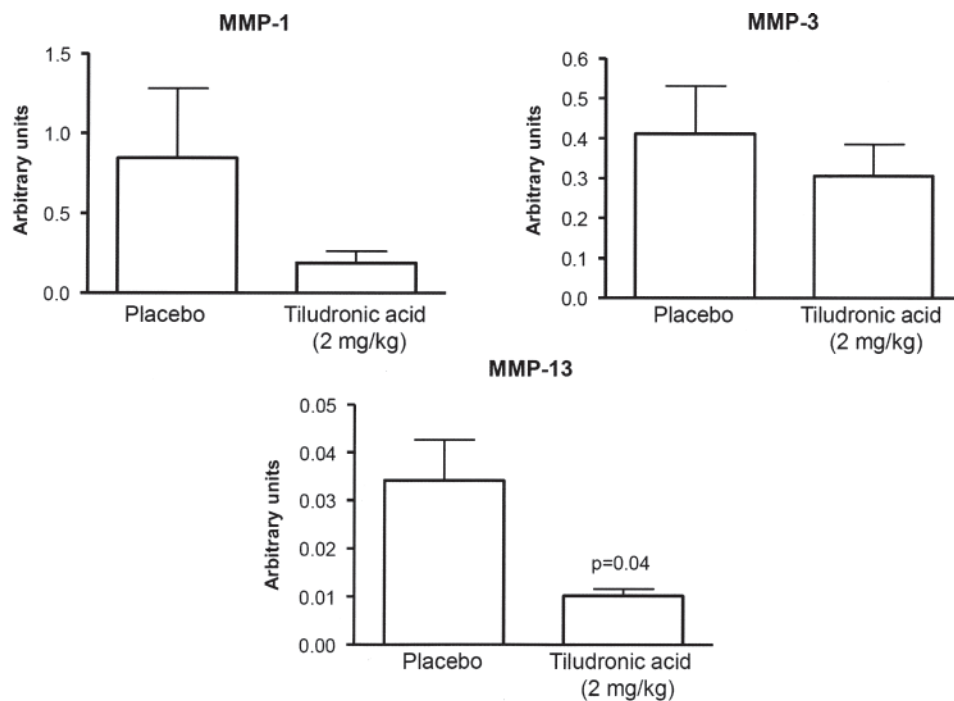 MMP-1
Arbitrary units
1.5
1.0
0.5
0.0
Placebo
Tiludronic acid
(2 mg/kg)
MMP-3
Arbitrary units
0.6
0.5
0.4
0.3
0.2
0.1
0.0
Placebo
Tiludronic acid
(2 mg/kg)
MMP-13
Arbitrary units
0.05
0.04
0.03
0.02
0.01
0.00
p=0.04
Placebo
Tiludronic acid
(2 mg/kg)